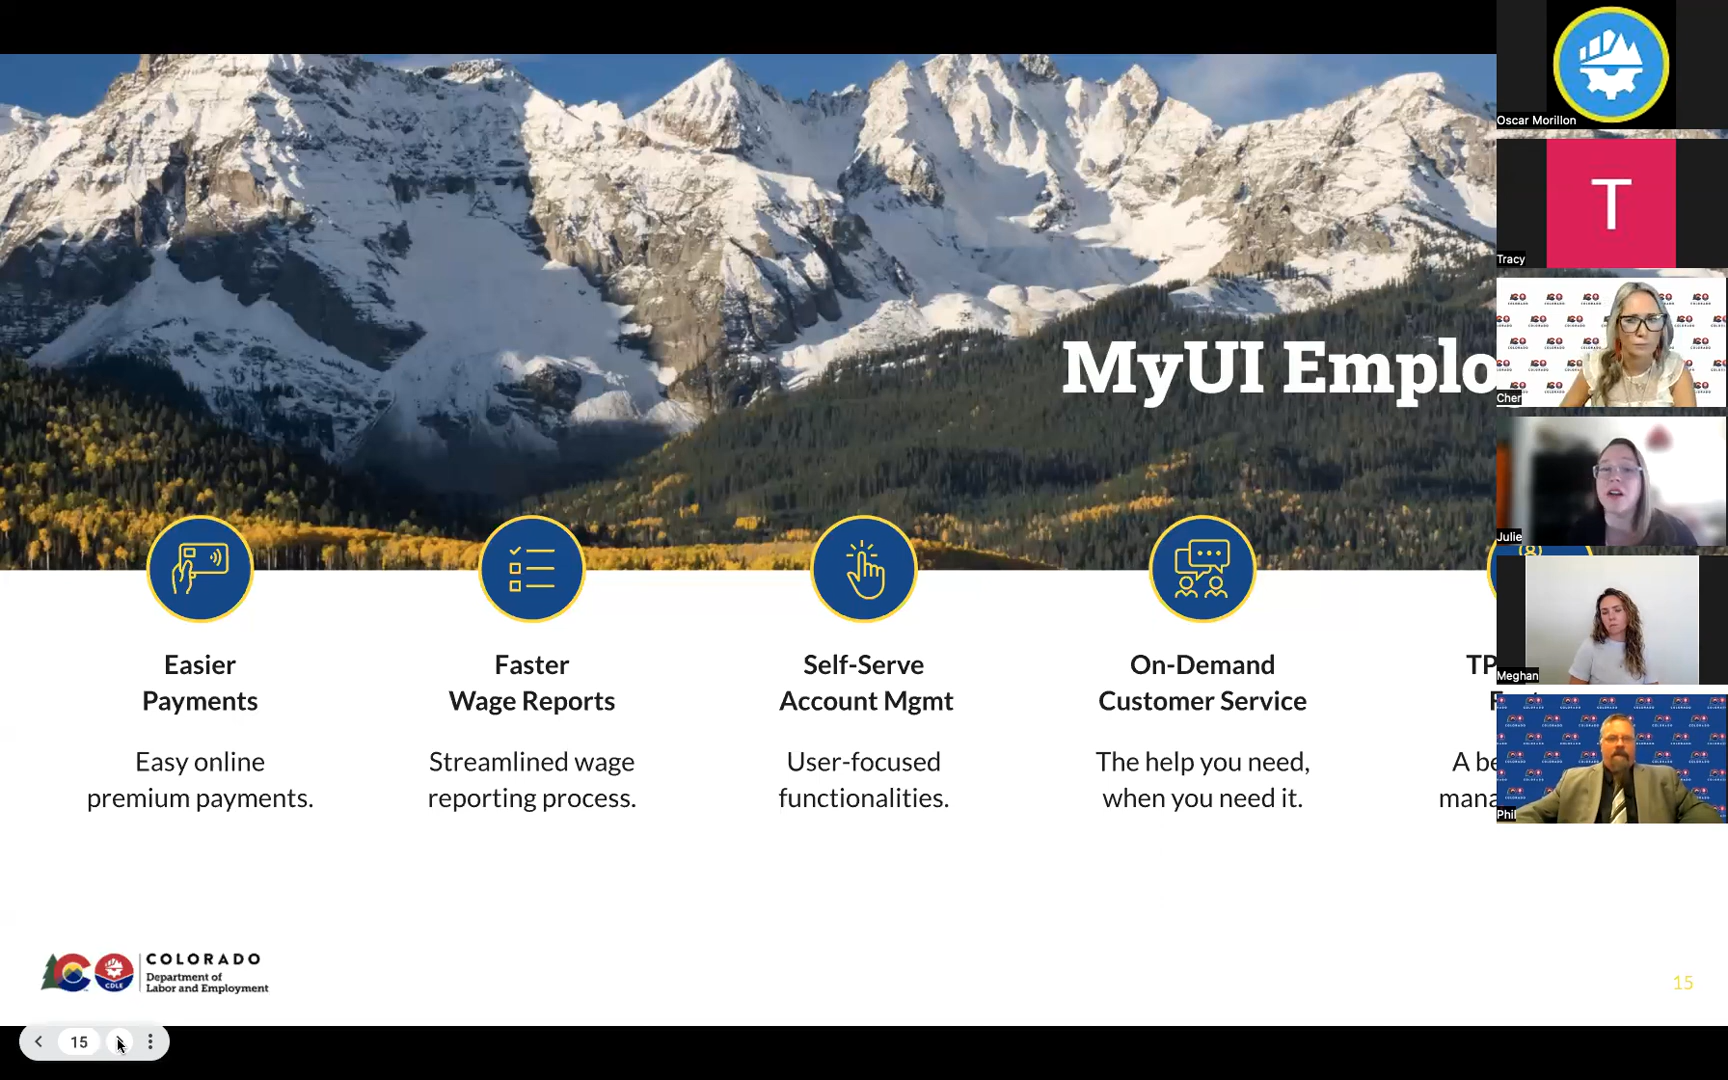 MyUI Emplo
Easier
Payments
Easy online
premium payments.
Faster
Wage Reports
Streamlined wage
reporting process.
Self-Serve
Account Mgmt
User-focused
functionalities.
On-Demand
Customer Service
The help you need,
when you need it.
TP
A be
mana
COLORADO
Department of
Labor and Employment
CDLE
15
15
Oscar Morillon
T
Tracy
Cher
Julie
Meghan
Phil